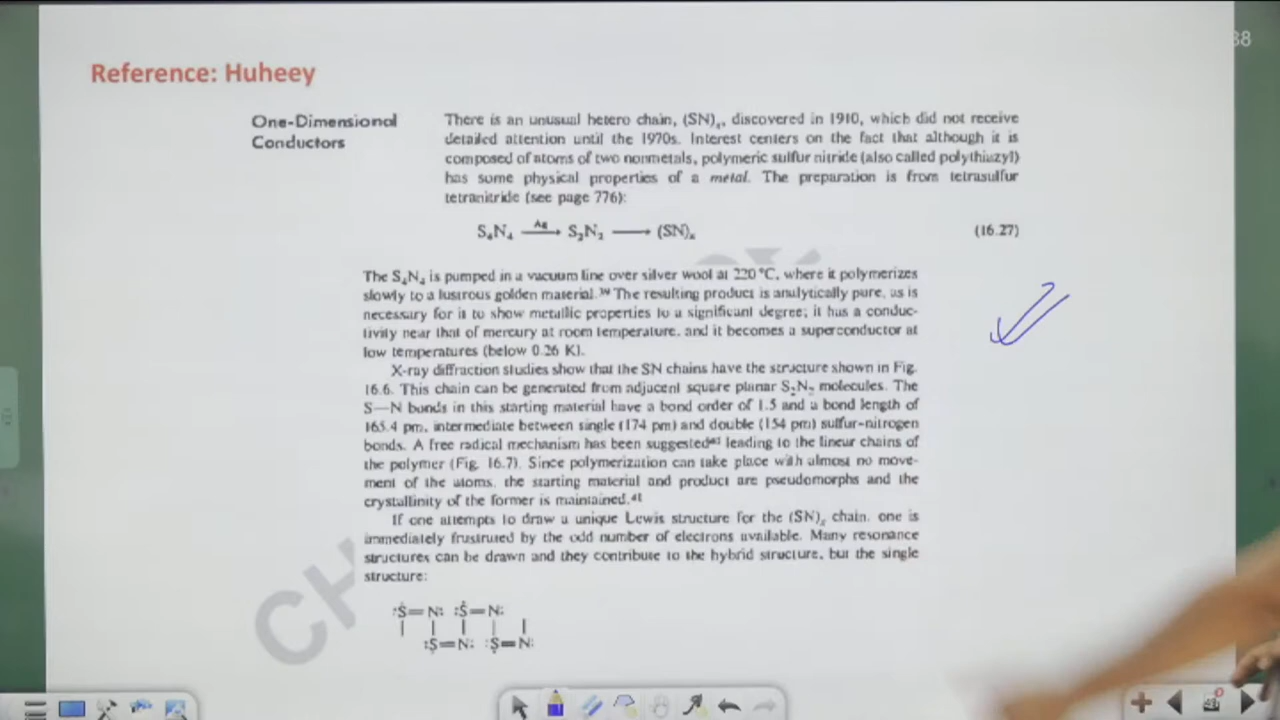 38
Reference: Huheey
One-Dimensional
Conductors
There is an unusual hetero chain, (SN)ₓ, discovered in 1910, which did not receive
detailed attention until the 1970s. Interest centers on the fact that although it is
composed of atoms of two nonmetals, polymeric sulfur nitride (also called polythiazyl)
has some physical properties of a metal. The preparation is from tetrasulfur
tetranitride (see page 776):
S₄N₄ —Ag→ S₂N₂ ⟶ (SN)ₓ (16.27)
The S₄N₄ is pumped in a vacuum line over silver wool at 220 °C, where it polymerizes
slowly to a lustrous golden material.³⁹ The resulting product is analytically pure, as is
necessary for it to show metallic properties to a significant degree; it has a conduc-
tivity near that of mercury at room temperature, and it becomes a superconductor at
low temperatures (below 0.26 K).
X-ray diffraction studies show that the SN chains have the structure shown in Fig.
16.6. This chain can be generated from adjacent square planar S₂N₂ molecules. The
S—N bonds in this starting material have a bond order of 1.5 and a bond length of
165.4 pm, intermediate between single (174 pm) and double (154 pm) sulfur-nitrogen
bonds. A free radical mechanism has been suggested leading to the linear chains of
the polymer (Fig. 16.7). Since polymerization can take place with almost no move-
ment of the atoms, the starting material and product are pseudomorphs and the
crystallinity of the former is maintained.⁴¹
If one attempts to draw a unique Lewis structure for the (SN)ₓ chain, one is
immediately frustrated by the odd number of electrons available. Many resonance
structures can be drawn and they contribute to the hybrid structure, but the single
structure:
:Ṡ=N: :Ṡ=N:
:Ṣ=N: :Ṣ=N:
CH